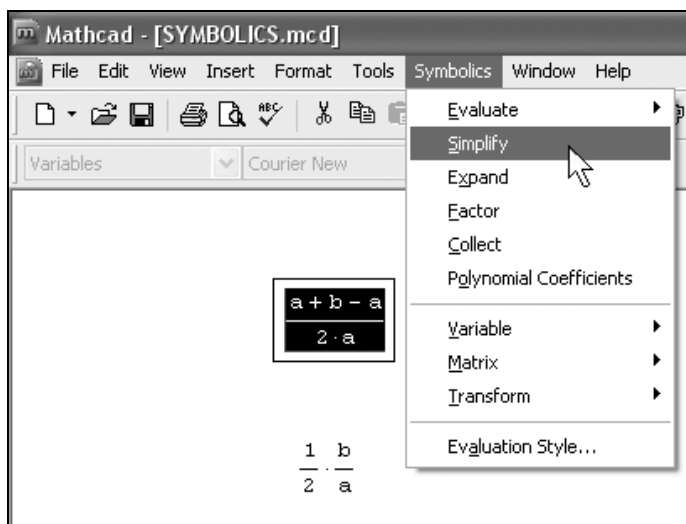 Mathcad - [SYMBOLICS.mcd]
File Edit View Insert Format Tools Symbolics Window Help
ABC
Variables Courier New
Evaluate
Simplify
Expand
Factor
Collect
Polynomial Coefficients
Variable
Matrix
Transform
Evaluation Style...
a + b - a
2 · a
1 b
2 · a